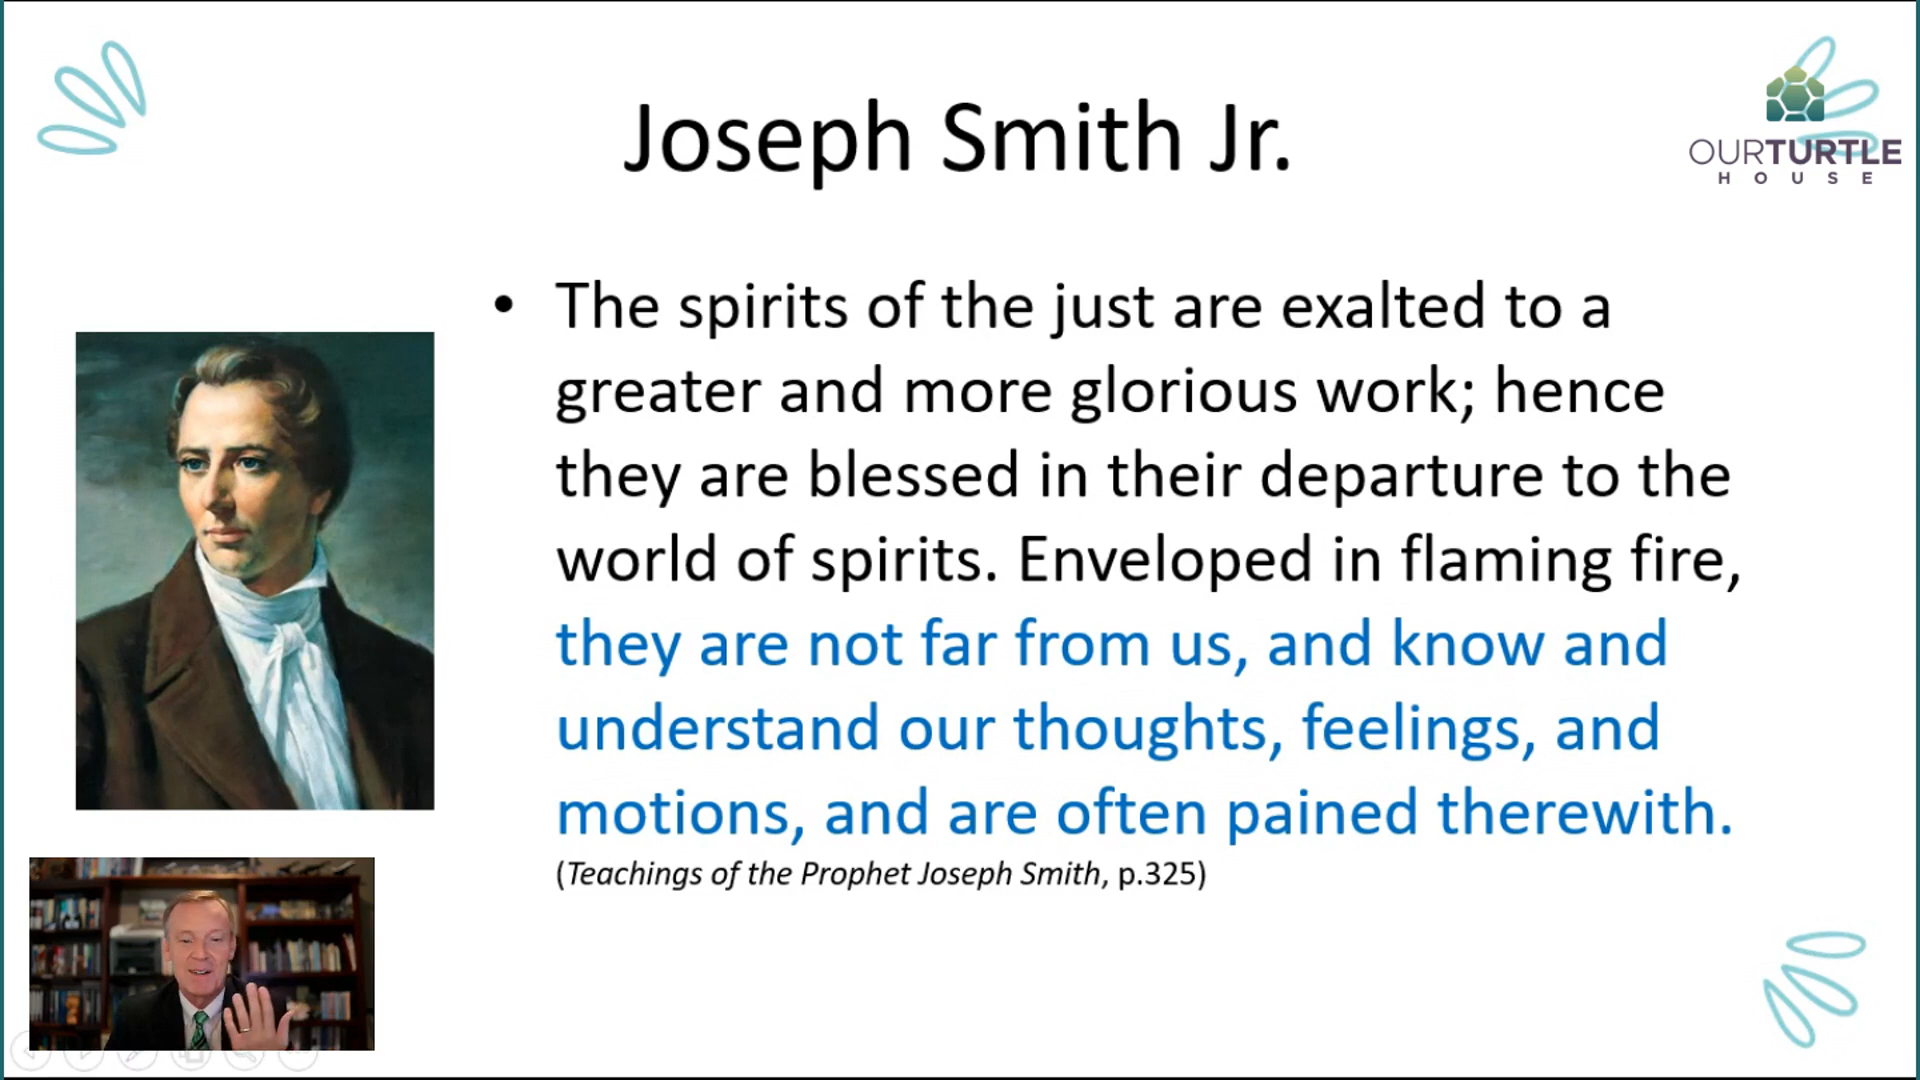 Joseph Smith Jr.
OURTURTLE
HOUSE
• The spirits of the just are exalted to a
greater and more glorious work; hence
they are blessed in their departure to the
world of spirits. Enveloped in flaming fire,
they are not far from us, and know and
understand our thoughts, feelings, and
motions, and are often pained therewith.
(Teachings of the Prophet Joseph Smith, p.325)